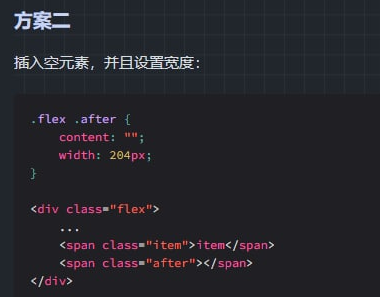 方案二
插入空元素，并且设置宽度：
.flex .after {
    content: "";
    width: 204px;
}
<div class="flex">
    ...
    <span class="item">item</span>
    <span class="after"></span>
</div>